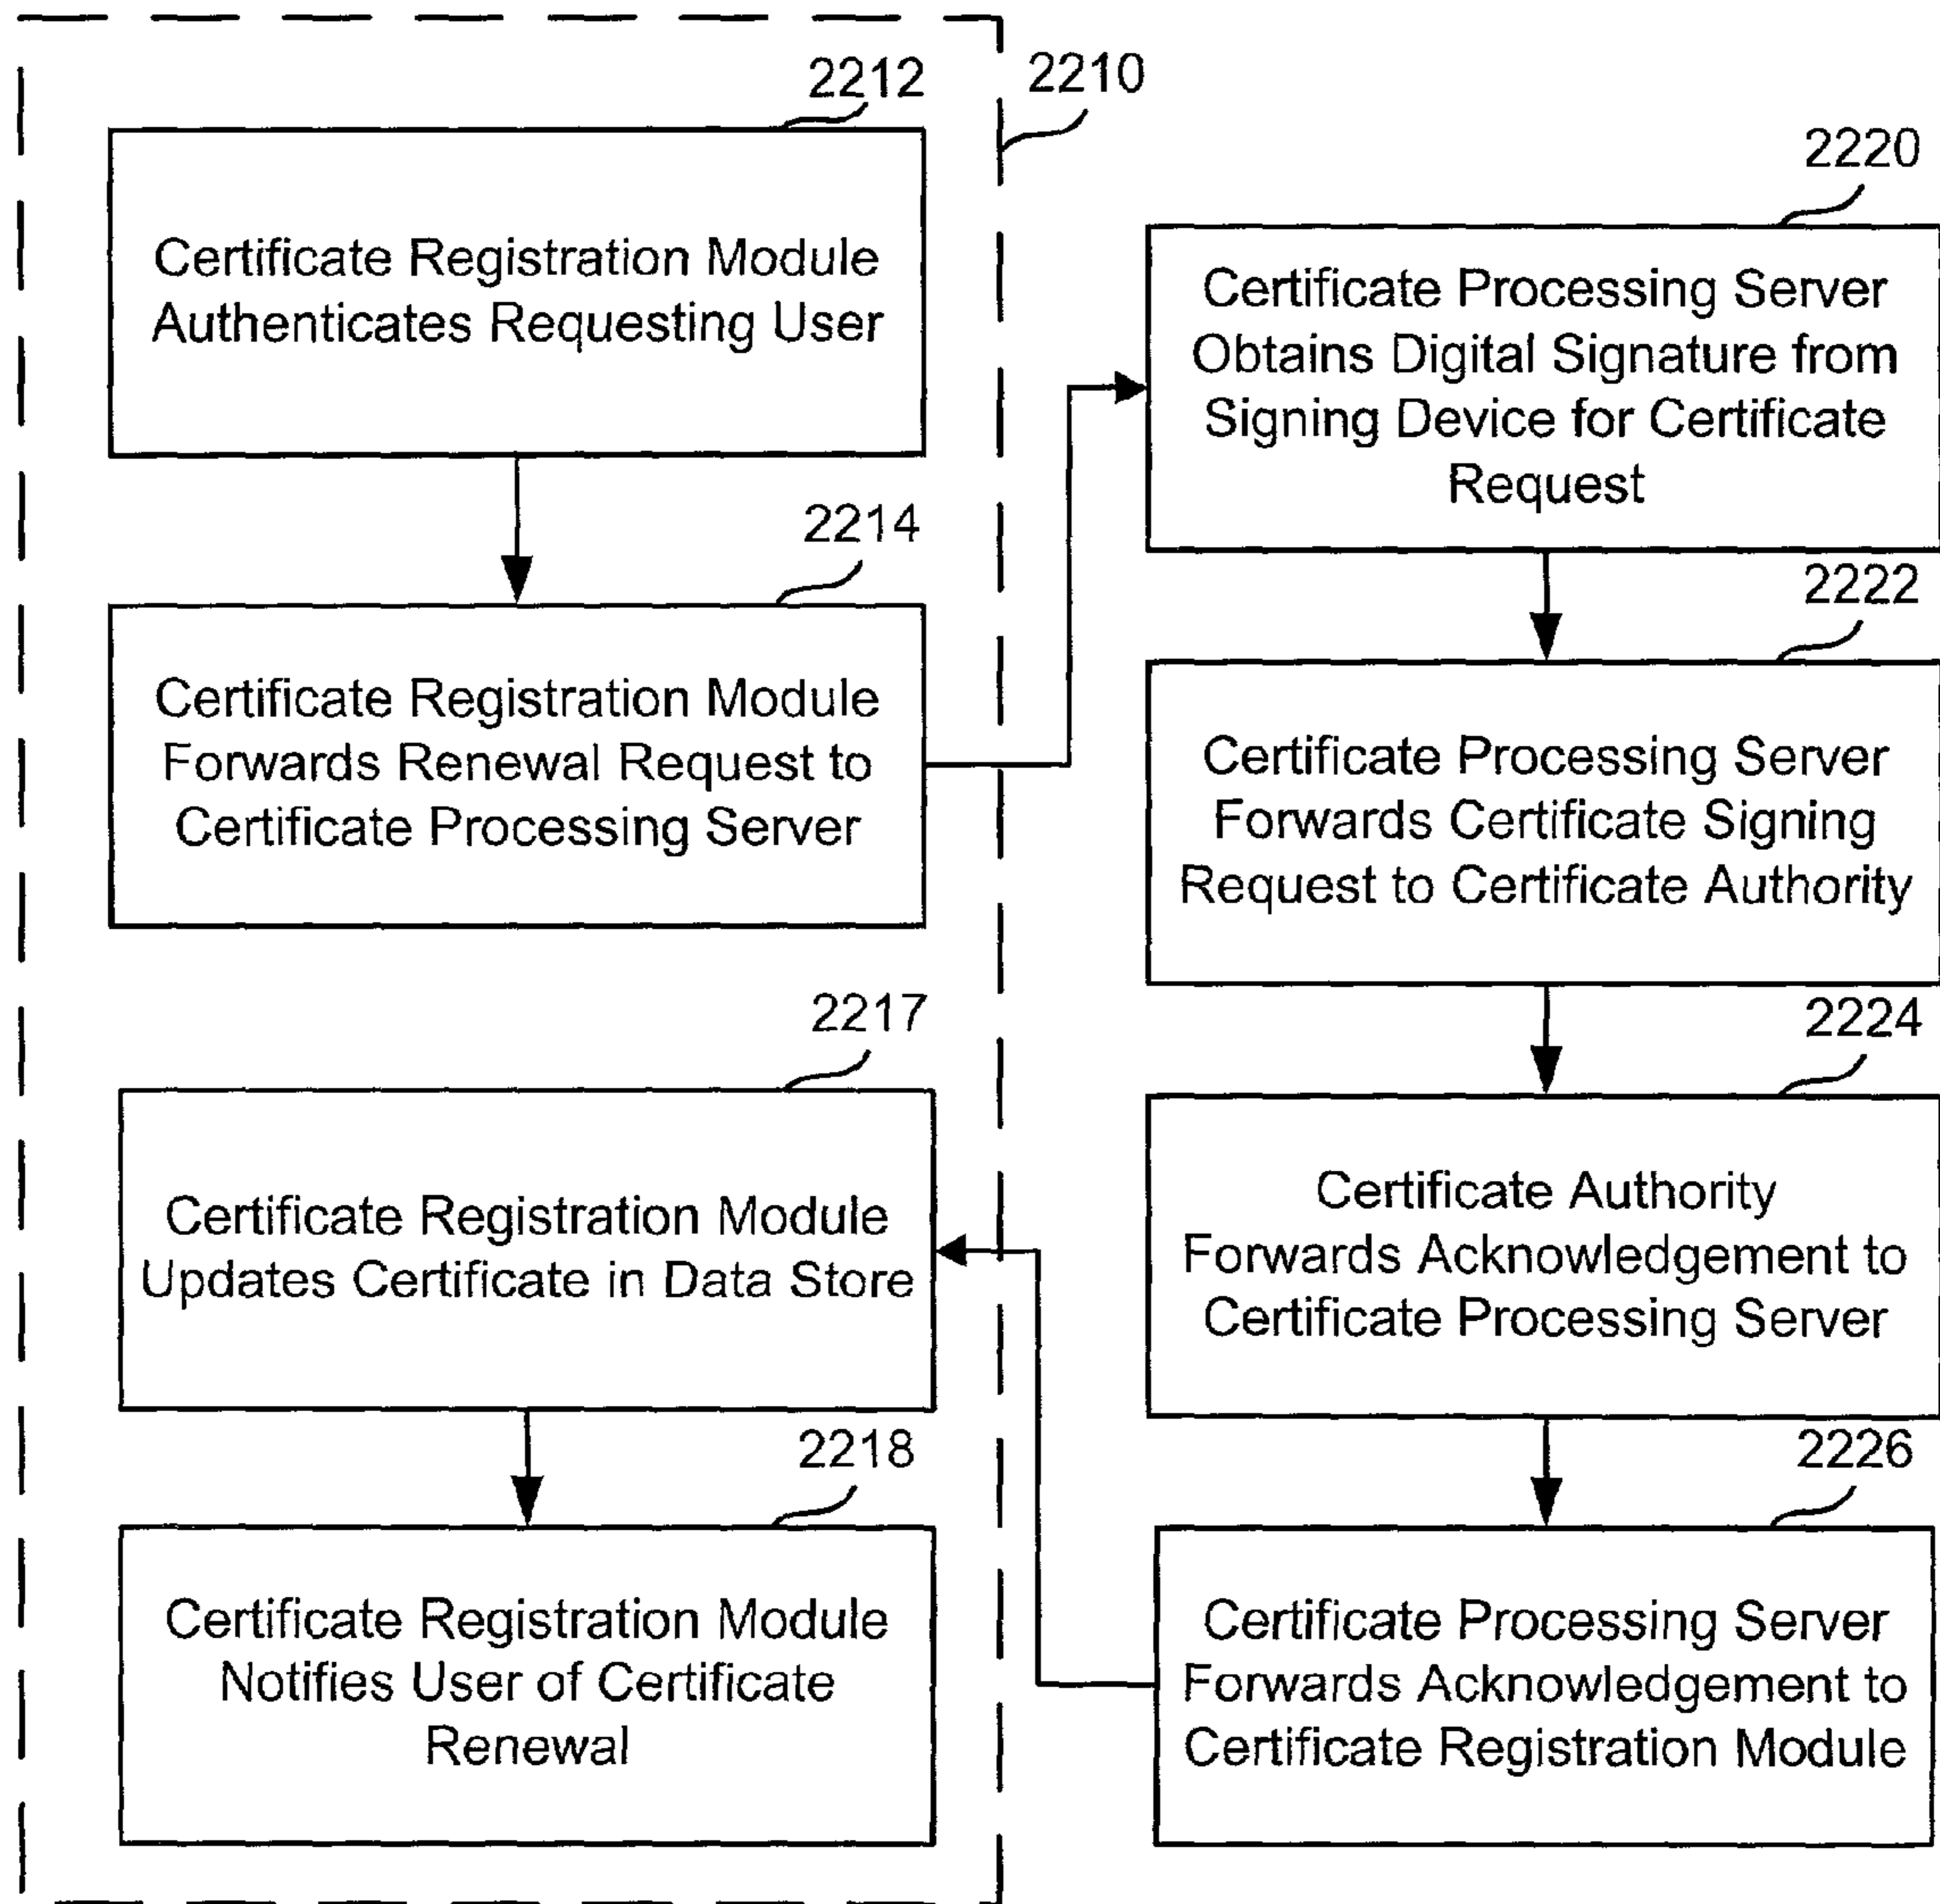 2212
2210
Certificate Registration Module
Authenticates Requesting User
2214
Certificate Registration Module
Forwards Renewal Request to
Certificate Processing Server
2220
Certificate Processing Server
Obtains Digital Signature from
Signing Device for Certificate
Request
2222
Certificate Processing Server
Forwards Certificate Signing
Request to Certificate Authority
2224
Certificate Authority
Forwards Acknowledgement to
Certificate Processing Server
2226
Certificate Processing Server
Forwards Acknowledgement to
Certificate Registration Module
2217
Certificate Registration Module
Updates Certificate in Data Store
2218
Certificate Registration Module
Notifies User of Certificate
Renewal